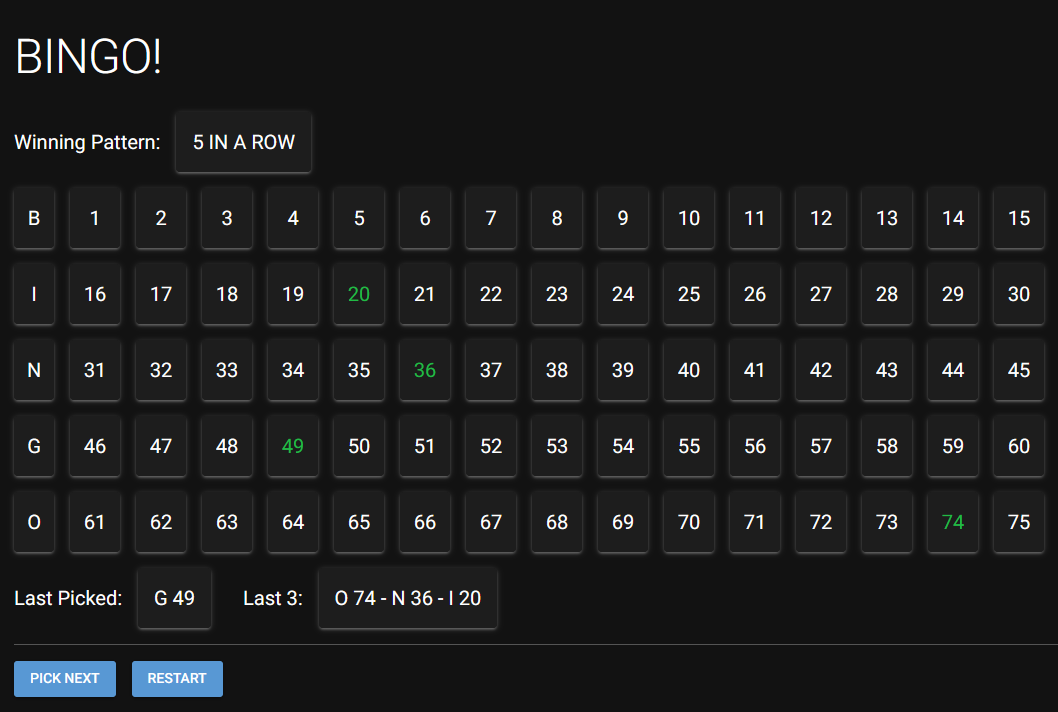 BINGO!
Winning Pattern: 5 IN A ROW
B 1 2 3 4 5 6 7 8 9 10 11 12 13 14 15
I 16 17 18 19 20 21 22 23 24 25 26 27 28 29 30
N 31 32 33 34 35 36 37 38 39 40 41 42 43 44 45
G 46 47 48 49 50 51 52 53 54 55 56 57 58 59 60
O 61 62 63 64 65 66 67 68 69 70 71 72 73 74 75
Last Picked: G 49 Last 3: O 74 - N 36 - I 20
PICK NEXT RESTART